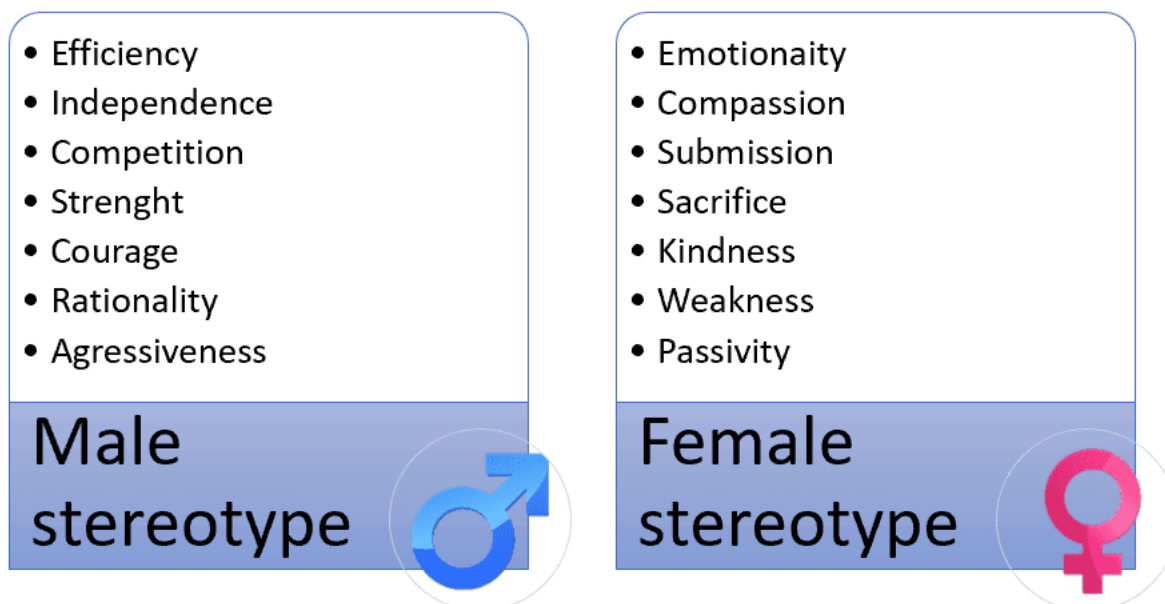 • Efficiency
• Independence
• Competition
• Strenght
• Courage
• Rationality
• Agressiveness
Male
stereotype
• Emotionaity
• Compassion
• Submission
• Sacrifice
• Kindness
• Weakness
• Passivity
Female
stereotype